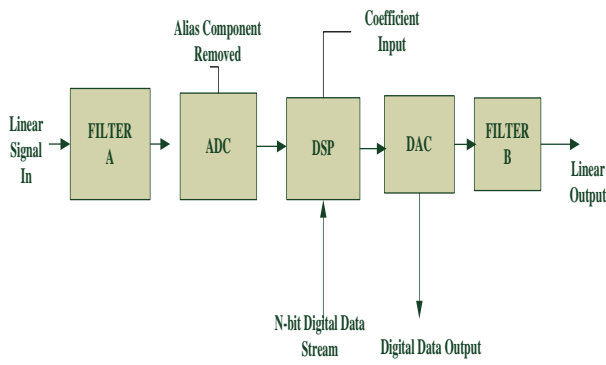 Alias Component
Removed
Coefficient
Input
Linear
Signal
In
FILTER
A
ADC
DSP
DAC
FILTER
B
Linear
Output
N-bit Digital Data
Stream
Digital Data Output